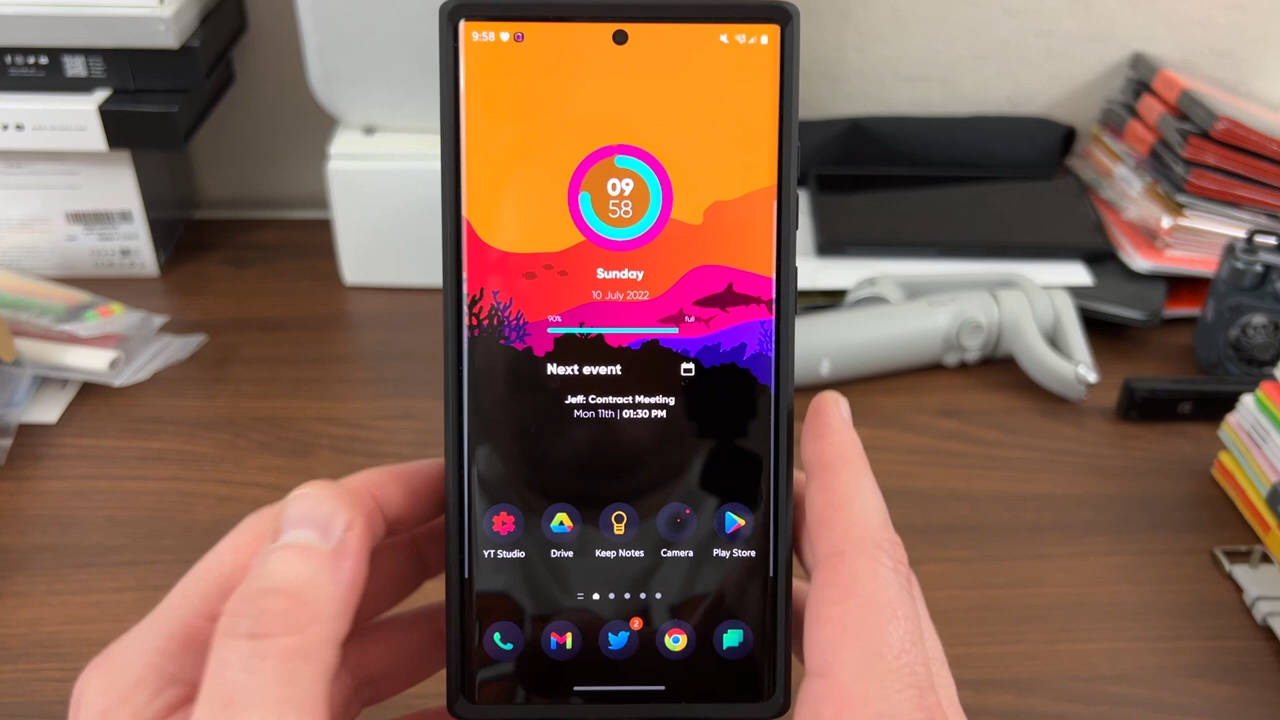 9:58
09
58
Sunday
10 July 2022
90% full
Next event
Jeff: Contract Meeting
Mon 11th | 01:30 PM
YT Studio Drive Keep Notes Camera Play Store
2